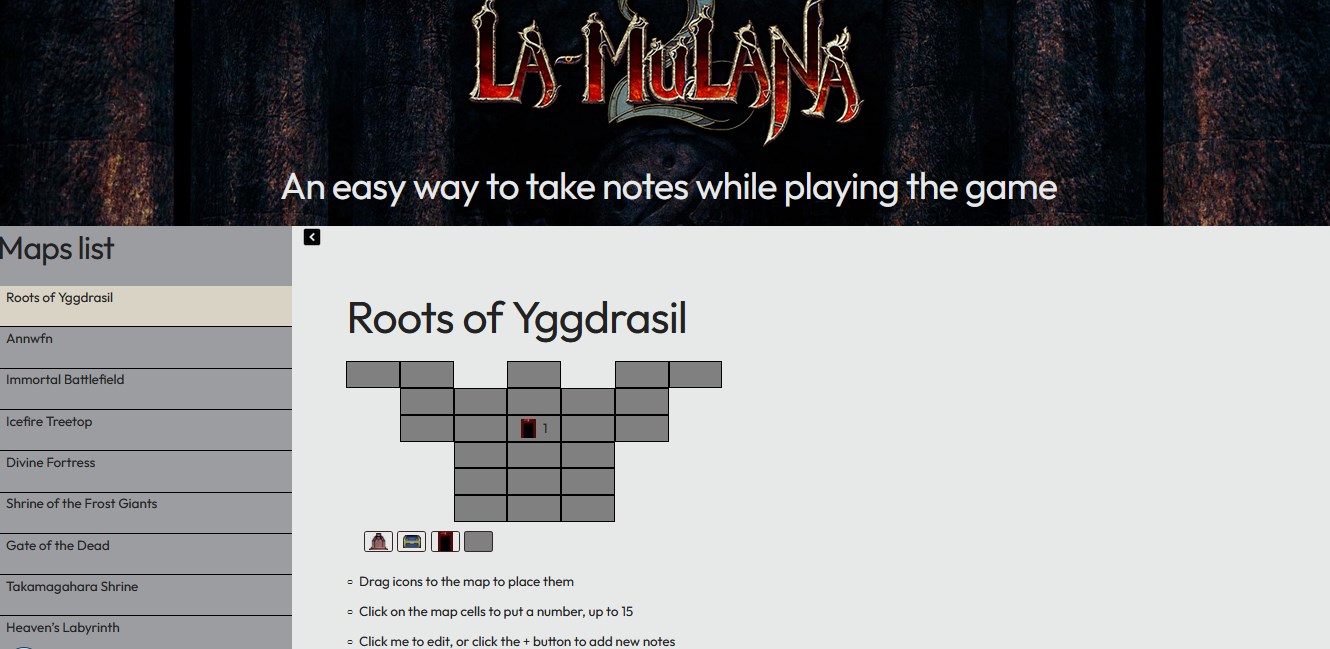 2
LA-MULANA
An easy way to take notes while playing the game
Maps list
Roots of Yggdrasil
Annwfn
Immortal Battlefield
Icefire Treetop
Divine Fortress
Shrine of the Frost Giants
Gate of the Dead
Takamagahara Shrine
Heaven's Labyrinth
Roots of Yggdrasil
1
Drag icons to the map to place them
Click on the map cells to put a number, up to 15
Click me to edit, or click the + button to add new notes